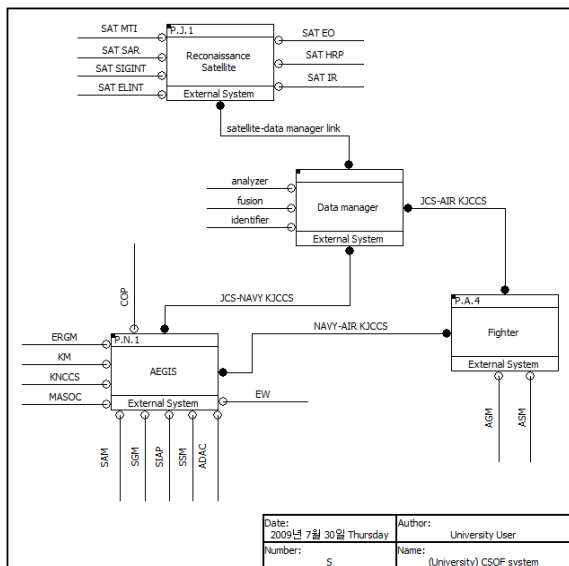 SAT MTI
SAT SAR
SAT SIGINT
SAT ELINT
P.J.1
Reconaissance
Satellite
External System
SAT EO
SAT HRP
SAT IR
satellite-data manager link
analyzer
fusion
identifier
Data manager
External System
JCS-AIR KJCCS
COP
JCS-NAVY KJCCS
NAVY-AIR KJCCS
P.A.4
Fighter
External System
ERGM
KM
KNCCS
MASOC
P.N.1
AEGIS
External System
EW
SAM
SGM
SIAP
SSM
ADAC
AGM
ASM
Date:
2009년 7월 30일 Thursday
Author:
University User
Number:
S
Name:
(University) CSOF system